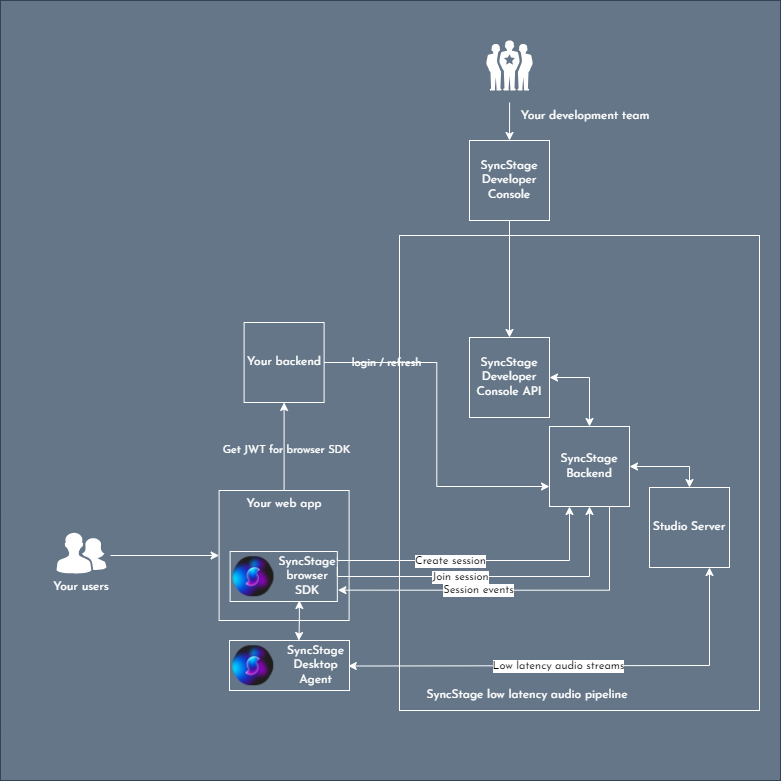 Your development team
SyncStage
Developer
Console
Your backend
login / refresh
SyncStage
Developer
Console API
Get JWT for browser SDK
SyncStage
Backend
Your web app
Studio Server
SyncStage
browser
SDK
Create session
Join session
Session events
Your users
SyncStage
Desktop
Agent
Low latency audio streams
SyncStage low latency audio pipeline